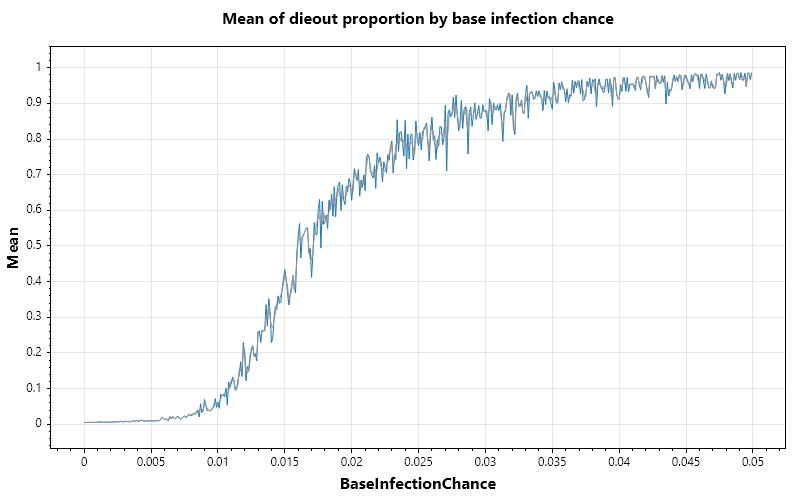 Mean of dieout proportion by base infection chance
Mean
1
0.9
0.8
0.7
0.6
0.5
0.4
0.3
0.2
0.1
0
0 0.005 0.01 0.015 0.02 0.025 0.03 0.035 0.04 0.045 0.05
BaseInfectionChance